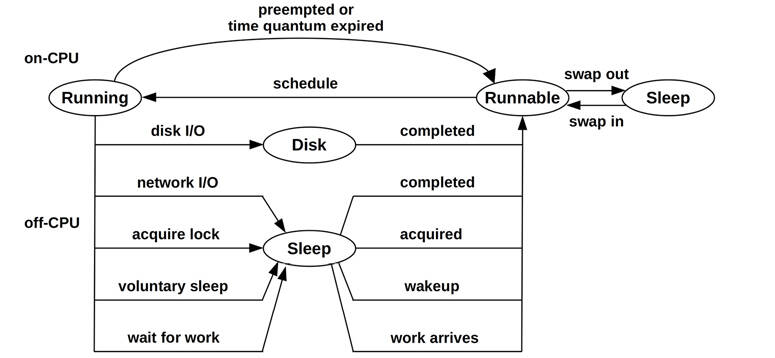 preempted or
time quantum expired
on-CPU
schedule
swap out
Running
Runnable
Sleep
swap in
disk I/O
Disk
completed
network I/O
completed
off-CPU
acquire lock
Sleep
acquired
voluntary sleep
wakeup
wait for work
work arrives